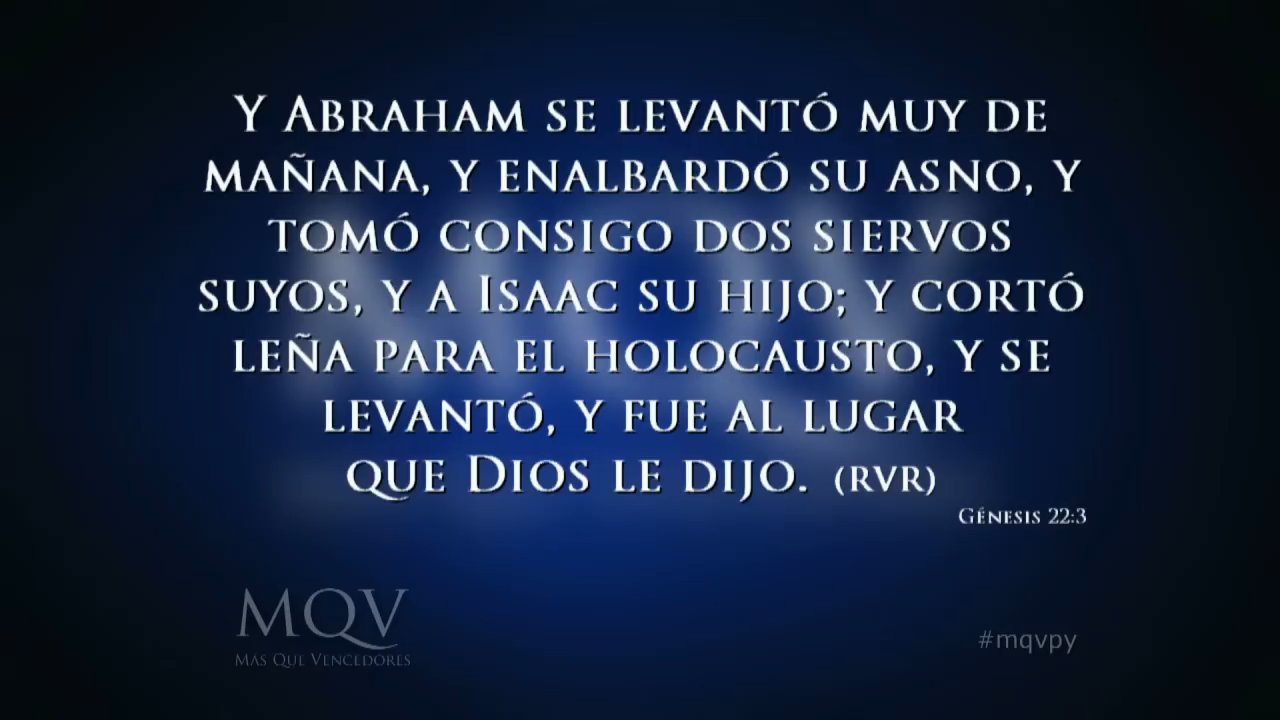 Y Abraham se levantó muy de
mañana, y enalbardó su asno, y
tomó consigo dos siervos
suyos, y a Isaac su hijo; y cortó
leña para el holocausto, y se
levantó, y fue al lugar
que Dios le dijo. (RVR)
Génesis 22:3
MQV
Más Que Vencedores
#mqvpy